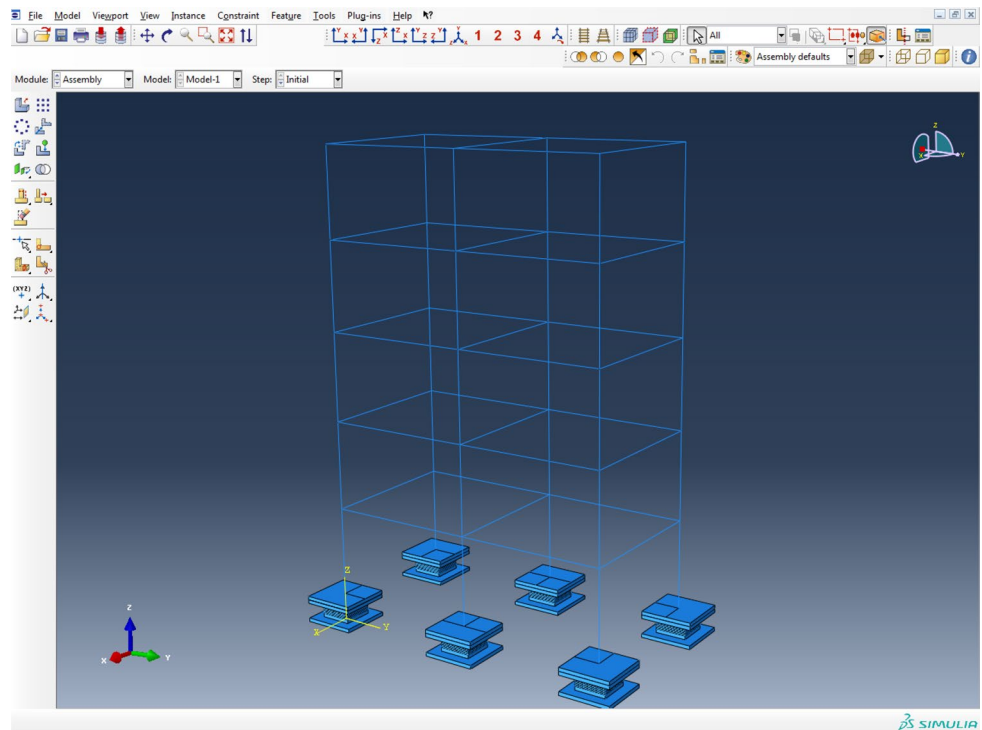 File Model Viewport View Instance Constraint Feature Tools Plug-ins Help
1 2 3 4 All
Assembly defaults
Module: Assembly Model: Model-1 Step: Initial
Z
X Y
(XYZ)
Z
X Y
Z
X Y
SIMULIA